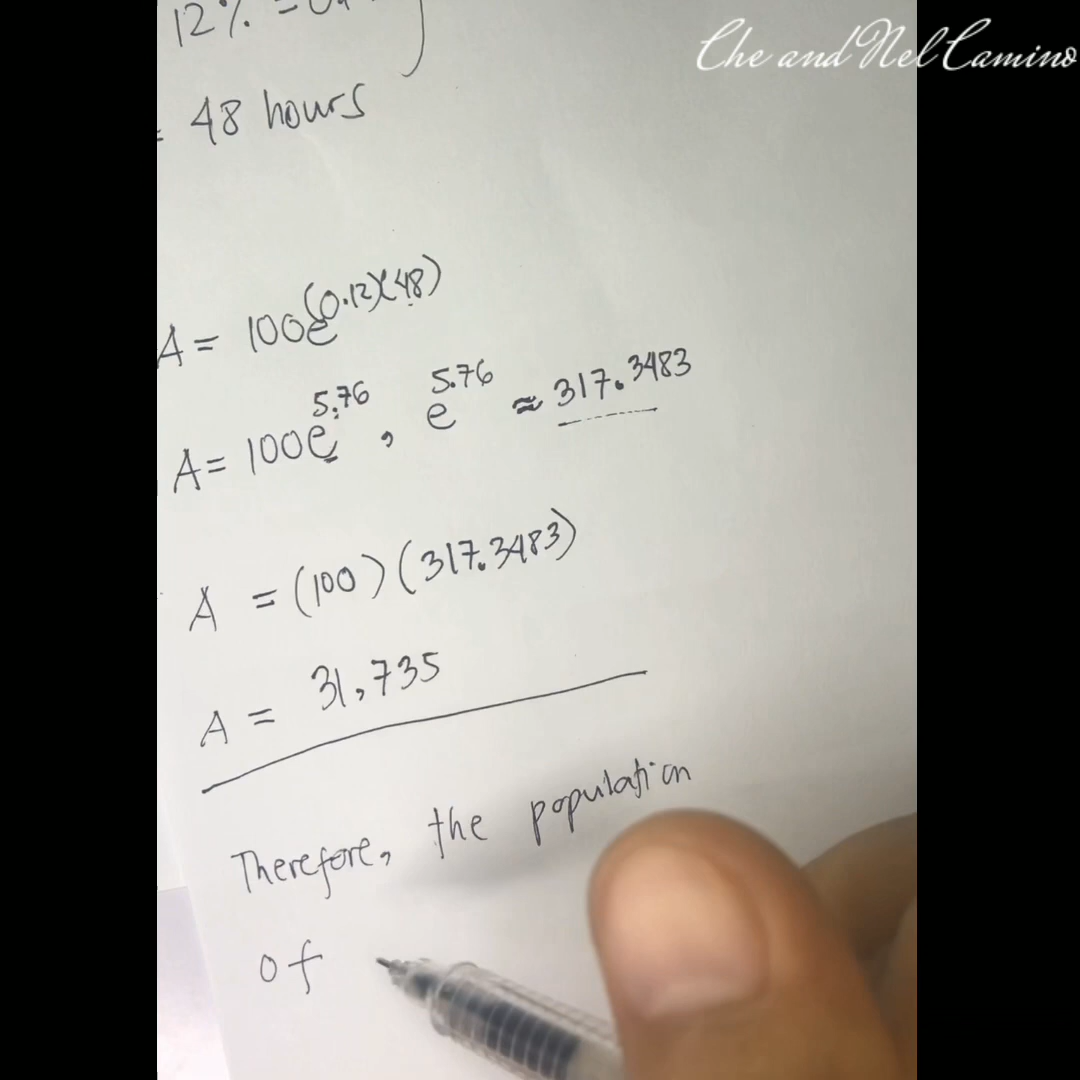 Che and Nel Camino
12% =
= 48 hours
A = 100e^(0.12)(48)
A = 100e^5.76 , e^5.76 ≈ 317.3483
A = (100)(317.3483)
A = 31,735
Therefore, the population
of